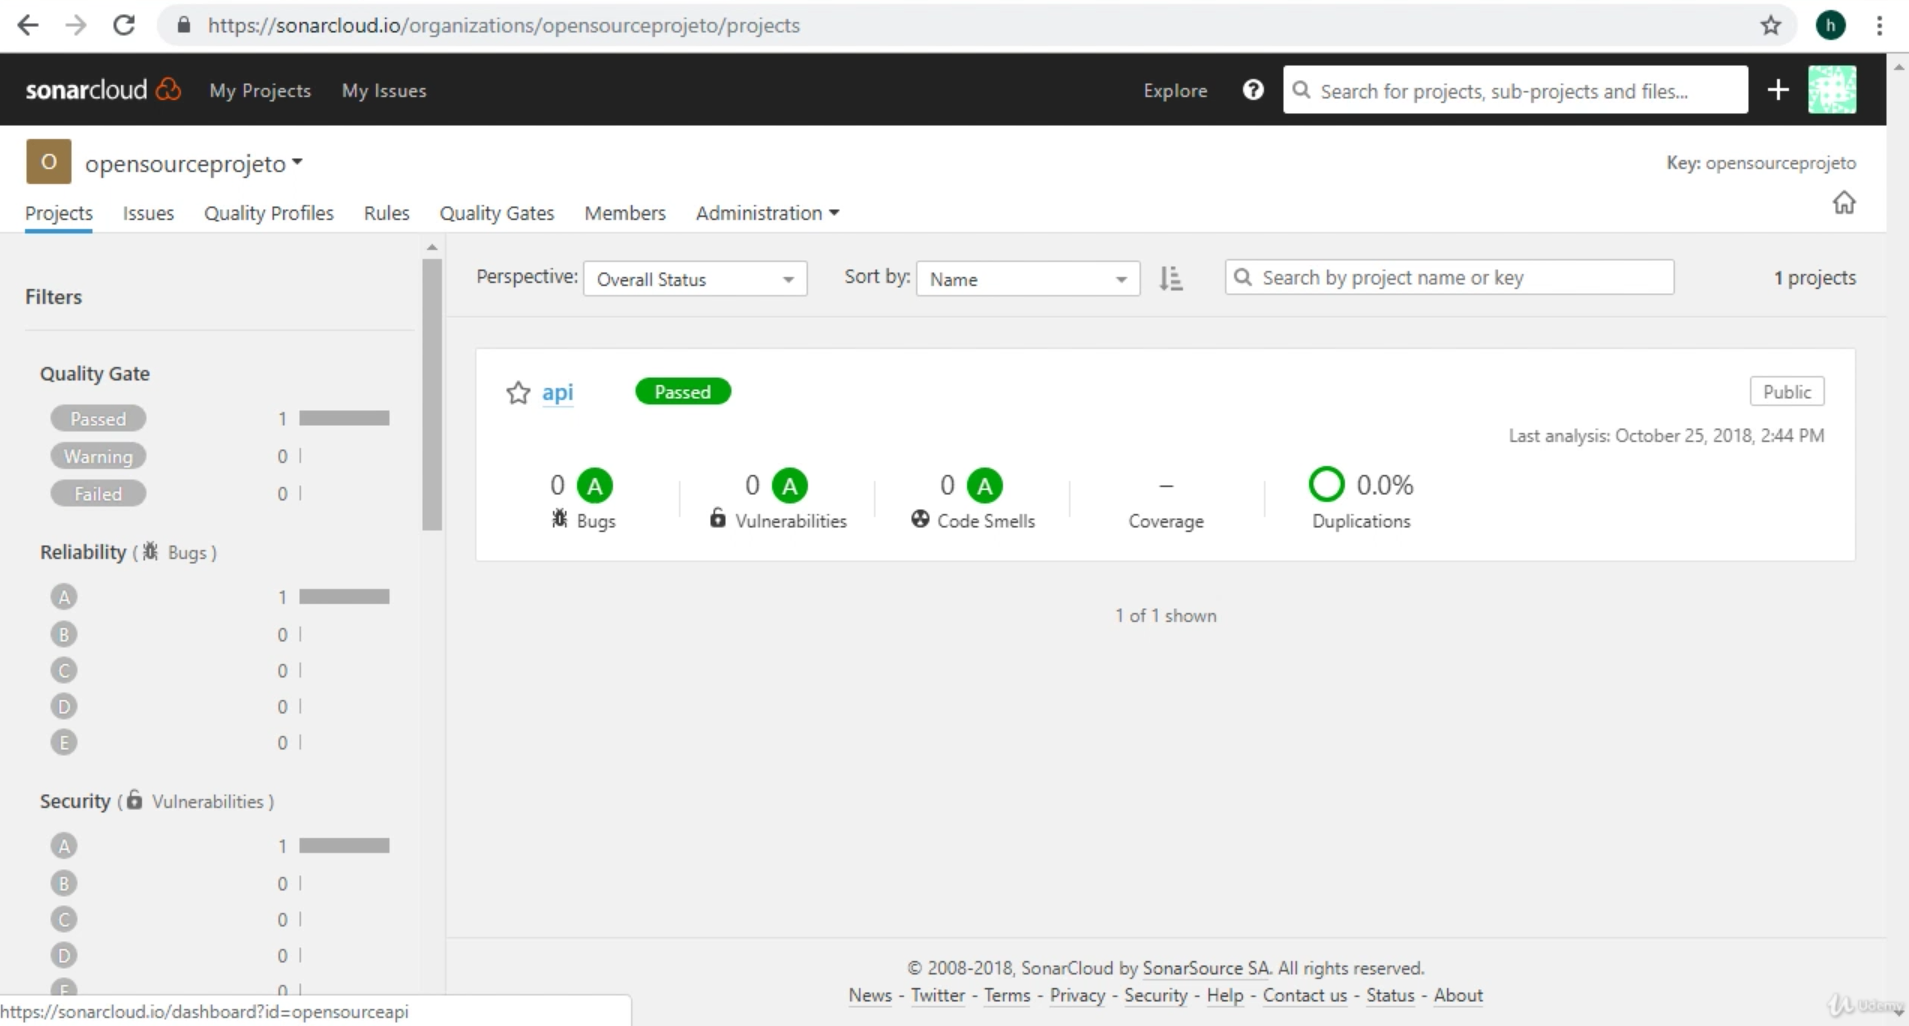 https://sonarcloud.io/organizations/opensourceprojeto/projects
h
sonarcloud My Projects My Issues Explore ? Search for projects, sub-projects and files... +
O opensourceprojeto Key: opensourceprojeto
Projects Issues Quality Profiles Rules Quality Gates Members Administration
Filters
Quality Gate
Passed 1
Warning 0
Failed 0
Reliability ( Bugs )
A 1
B 0
C 0
D 0
E 0
Security ( Vulnerabilities )
A 1
B 0
C 0
D 0
E 0
Perspective: Overall Status Sort by: Name Search by project name or key 1 projects
api Passed Public
Last analysis: October 25, 2018, 2:44 PM
0 A 0 A 0 A – 0.0%
Bugs Vulnerabilities Code Smells Coverage Duplications
1 of 1 shown
© 2008-2018, SonarCloud by SonarSource SA. All rights reserved.
News - Twitter - Terms - Privacy - Security - Help - Contact us - Status - About
https://sonarcloud.io/dashboard?id=opensourceapi
Udemy